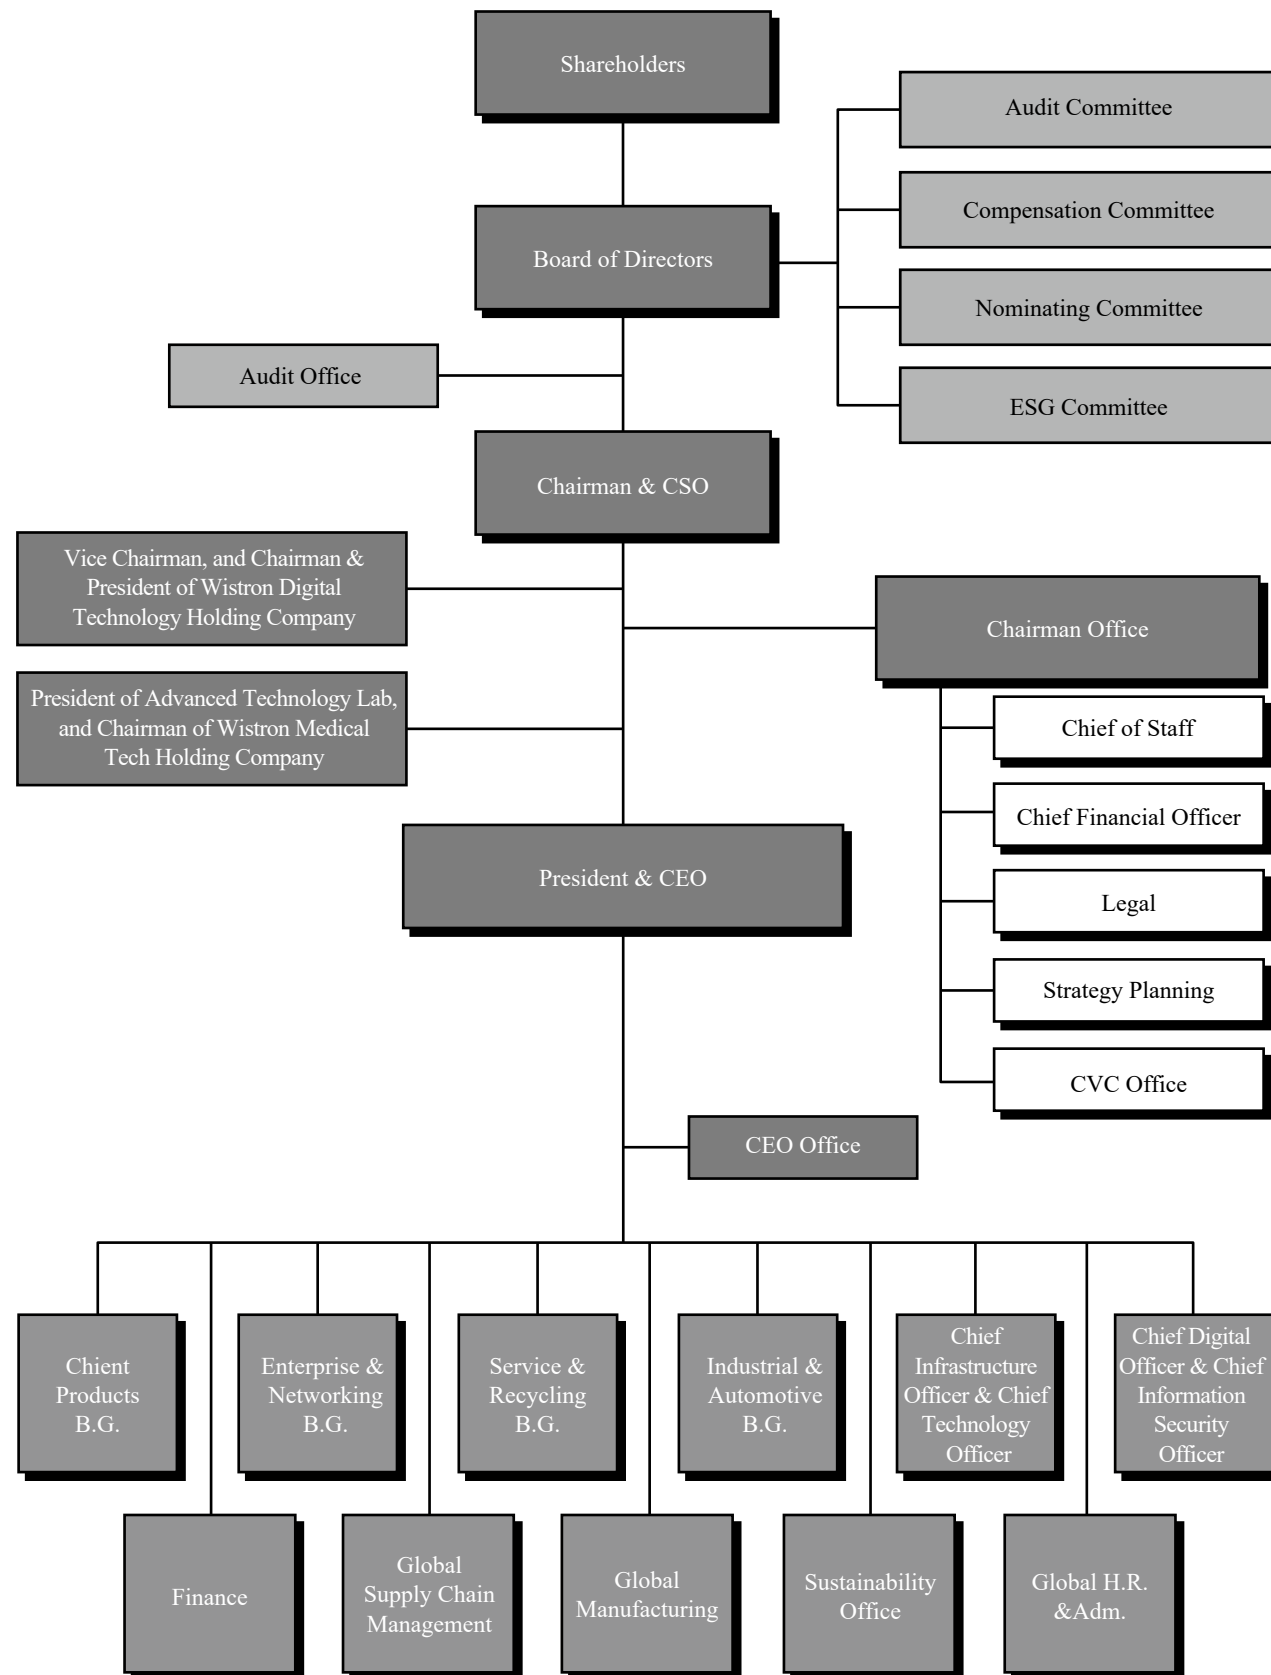 Shareholders
Audit Committee
Compensation Committee
Board of Directors
Nominating Committee
Audit Office
ESG Committee
Chairman & CSO
Vice Chairman, and Chairman &
President of Wistron Digital
Technology Holding Company
Chairman Office
President of Advanced Technology Lab,
and Chairman of Wistron Medical
Tech Holding Company
Chief of Staff
Chief Financial Officer
President & CEO
Legal
Strategy Planning
CVC Office
CEO Office
Chient
Products
B.G.
Enterprise &
Networking
B.G.
Service &
Recycling
B.G.
Industrial &
Automotive
B.G.
Chief
Infrastructure
Officer & Chief
Technology
Officer
Chief Digital
Officer & Chief
Information
Security
Officer
Finance
Global
Supply Chain
Management
Global
Manufacturing
Sustainability
Office
Global H.R.
&Adm.